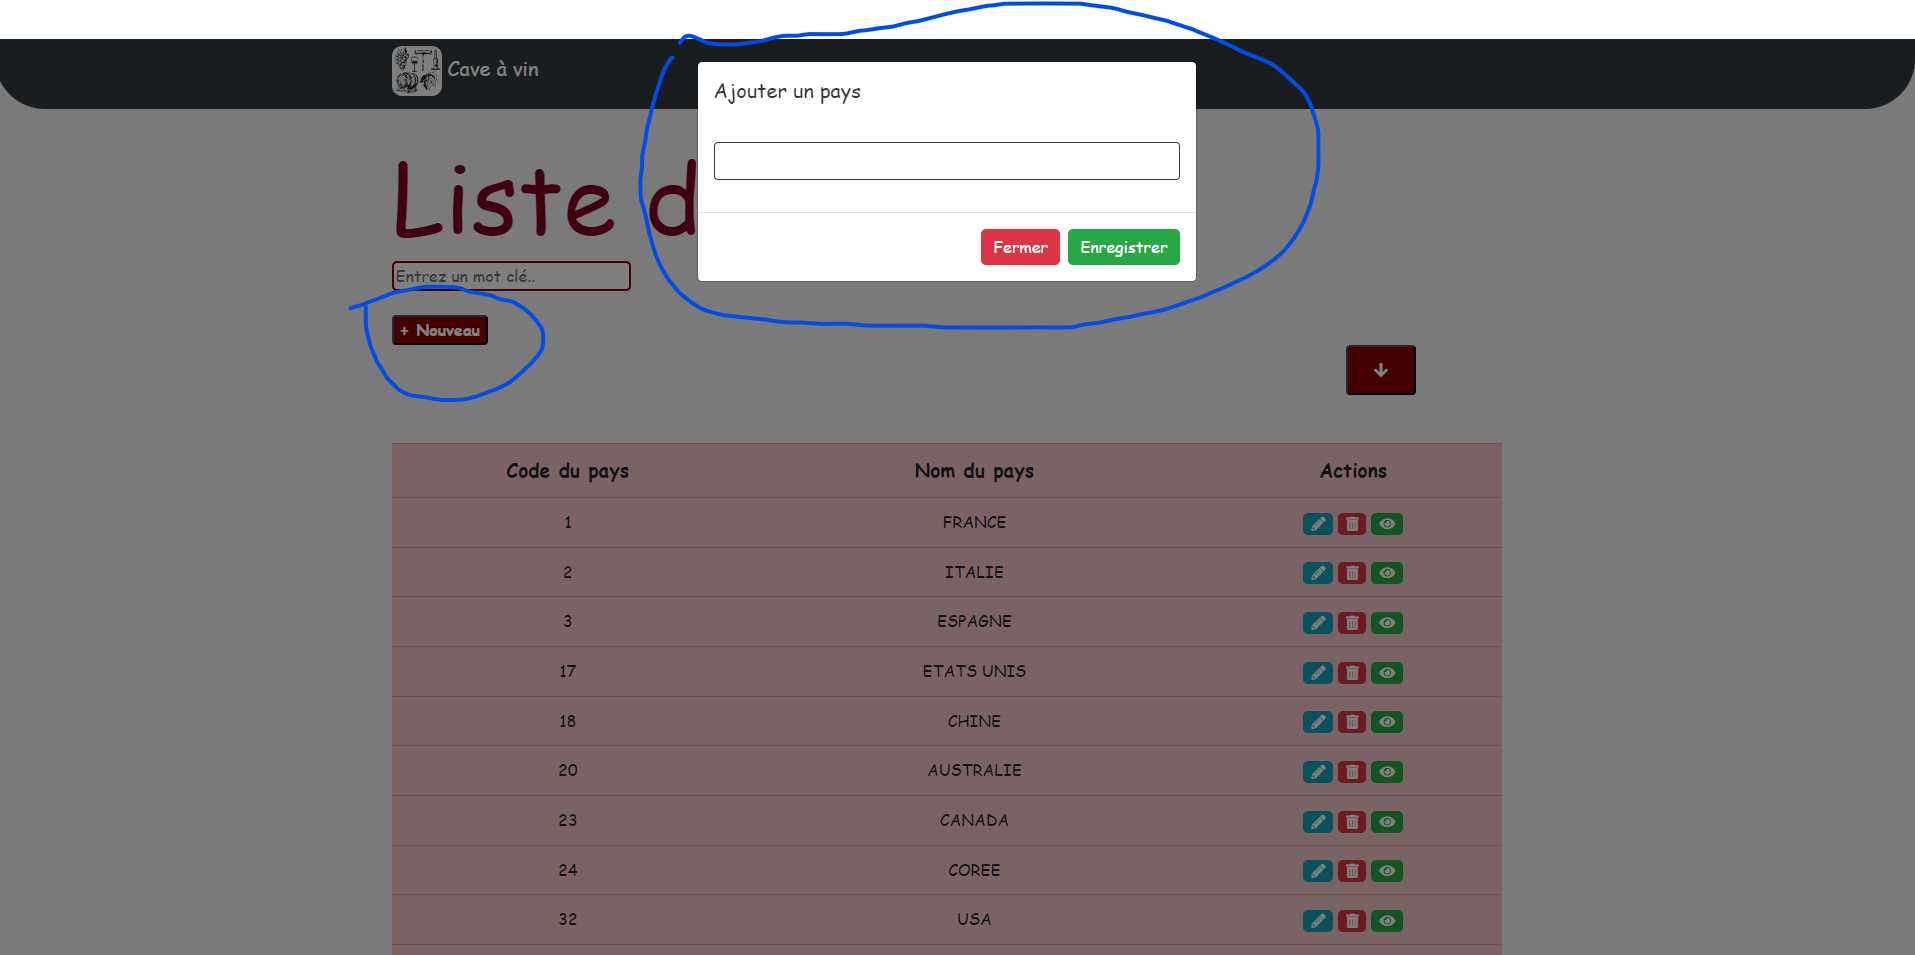 Cave à vin
Ajouter un pays
Liste d
Fermer Enregistrer
Entrez un mot clé..
+ Nouveau
Code du pays Nom du pays Actions
1 FRANCE
2 ITALIE
3 ESPAGNE
17 ETATS UNIS
18 CHINE
20 AUSTRALIE
23 CANADA
24 COREE
32 USA